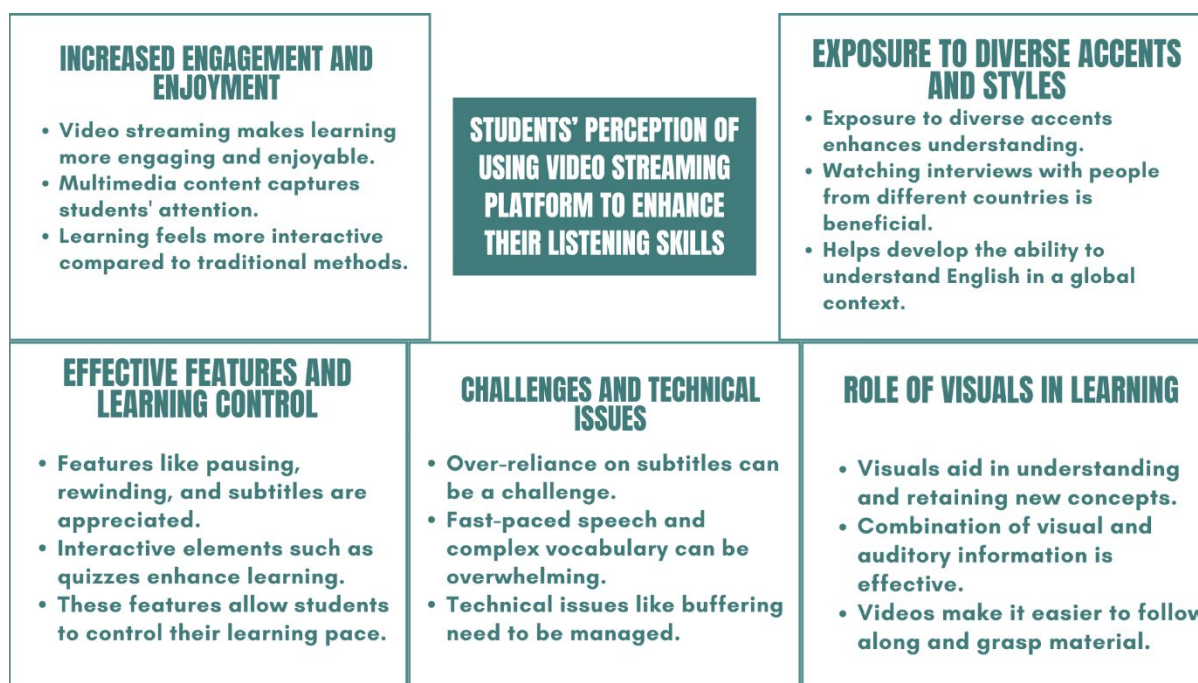 INCREASED ENGAGEMENT AND
ENJOYMENT
• Video streaming makes learning
more engaging and enjoyable.
• Multimedia content captures
students' attention.
• Learning feels more interactive
compared to traditional methods.
STUDENTS’ PERCEPTION OF
USING VIDEO STREAMING
PLATFORM TO ENHANCE
THEIR LISTENING SKILLS
EXPOSURE TO DIVERSE ACCENTS
AND STYLES
• Exposure to diverse accents
enhances understanding.
• Watching interviews with people
from different countries is
beneficial.
• Helps develop the ability to
understand English in a global
context.
EFFECTIVE FEATURES AND
LEARNING CONTROL
• Features like pausing,
rewinding, and subtitles are
appreciated.
• Interactive elements such as
quizzes enhance learning.
• These features allow students
to control their learning pace.
CHALLENGES AND TECHNICAL
ISSUES
• Over-reliance on subtitles can
be a challenge.
• Fast-paced speech and
complex vocabulary can be
overwhelming.
• Technical issues like buffering
need to be managed.
ROLE OF VISUALS IN LEARNING
• Visuals aid in understanding
and retaining new concepts.
• Combination of visual and
auditory information is
effective.
• Videos make it easier to follow
along and grasp material.